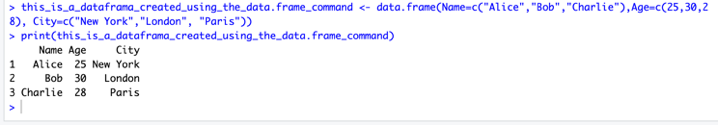 > this_is_a_dataframa_created_using_the_data.frame_command <- data.frame(Name=c("Alice","Bob","Charlie"),Age=c(25,30,2
8), City=c("New York","London", "Paris"))
> print(this_is_a_dataframa_created_using_the_data.frame_command)
     Name Age     City
1   Alice  25 New York
2     Bob  30   London
3 Charlie  28    Paris
>